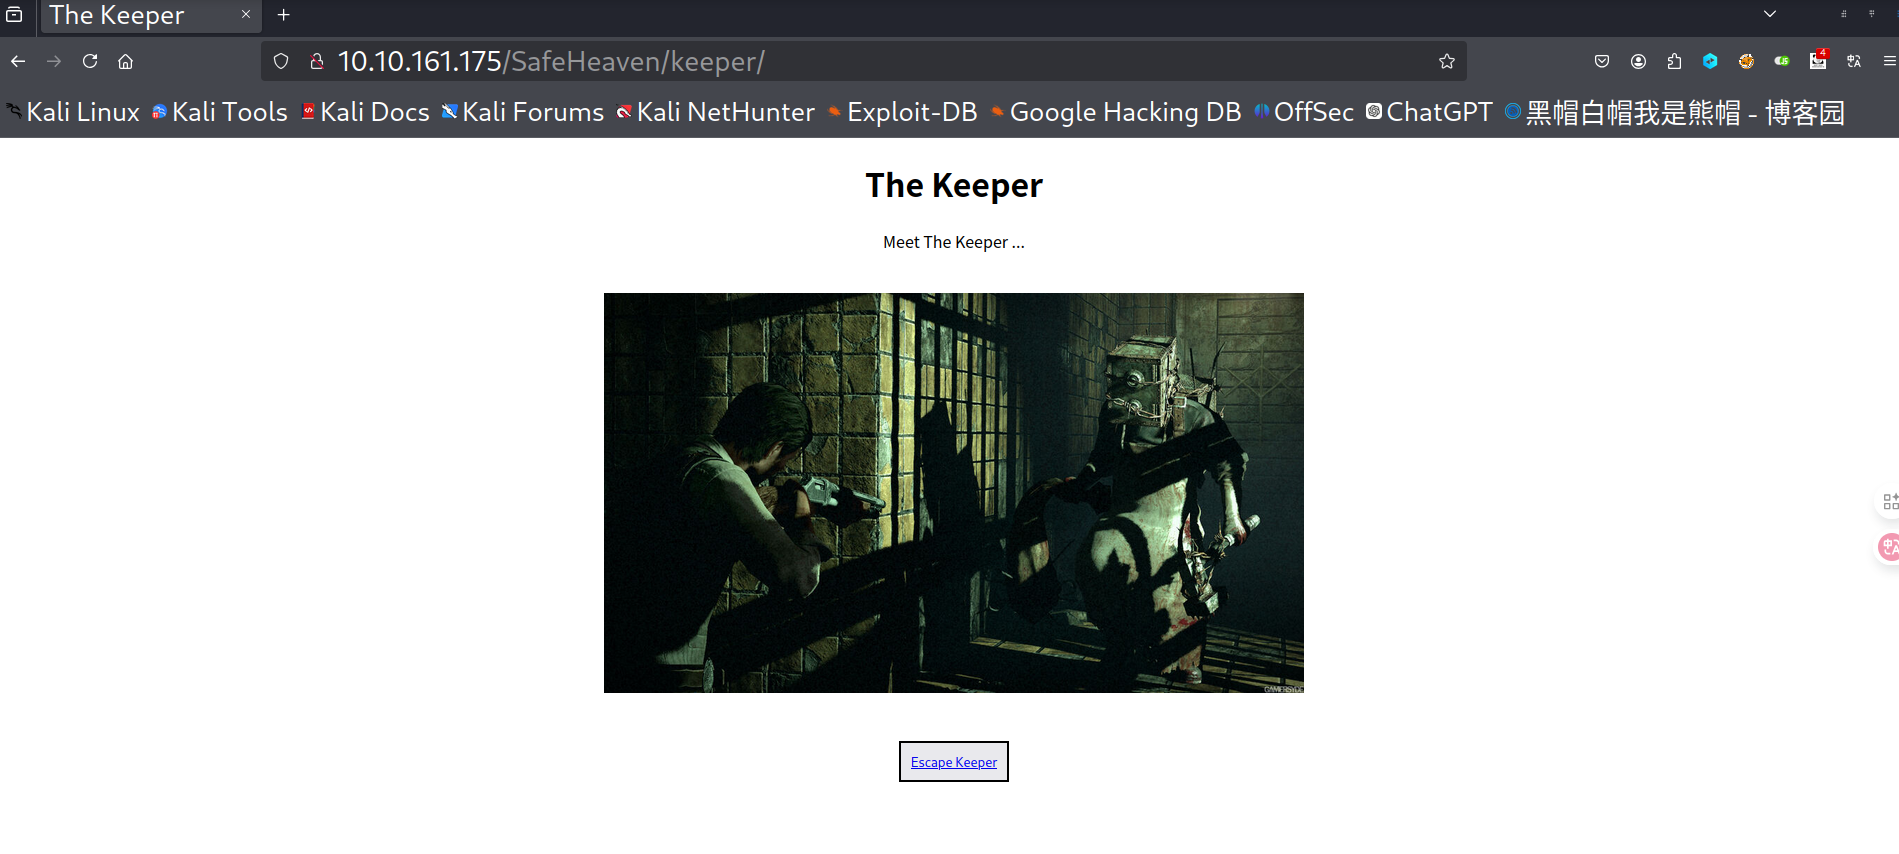 The Keeper
10.10.161.175/SafeHeaven/keeper/
4
Kali Linux Kali Tools Kali Docs Kali Forums Kali NetHunter Exploit-DB Google Hacking DB OffSec ChatGPT 黑帽白帽我是熊帽 - 博客园
The Keeper
Meet The Keeper ...
Escape Keeper